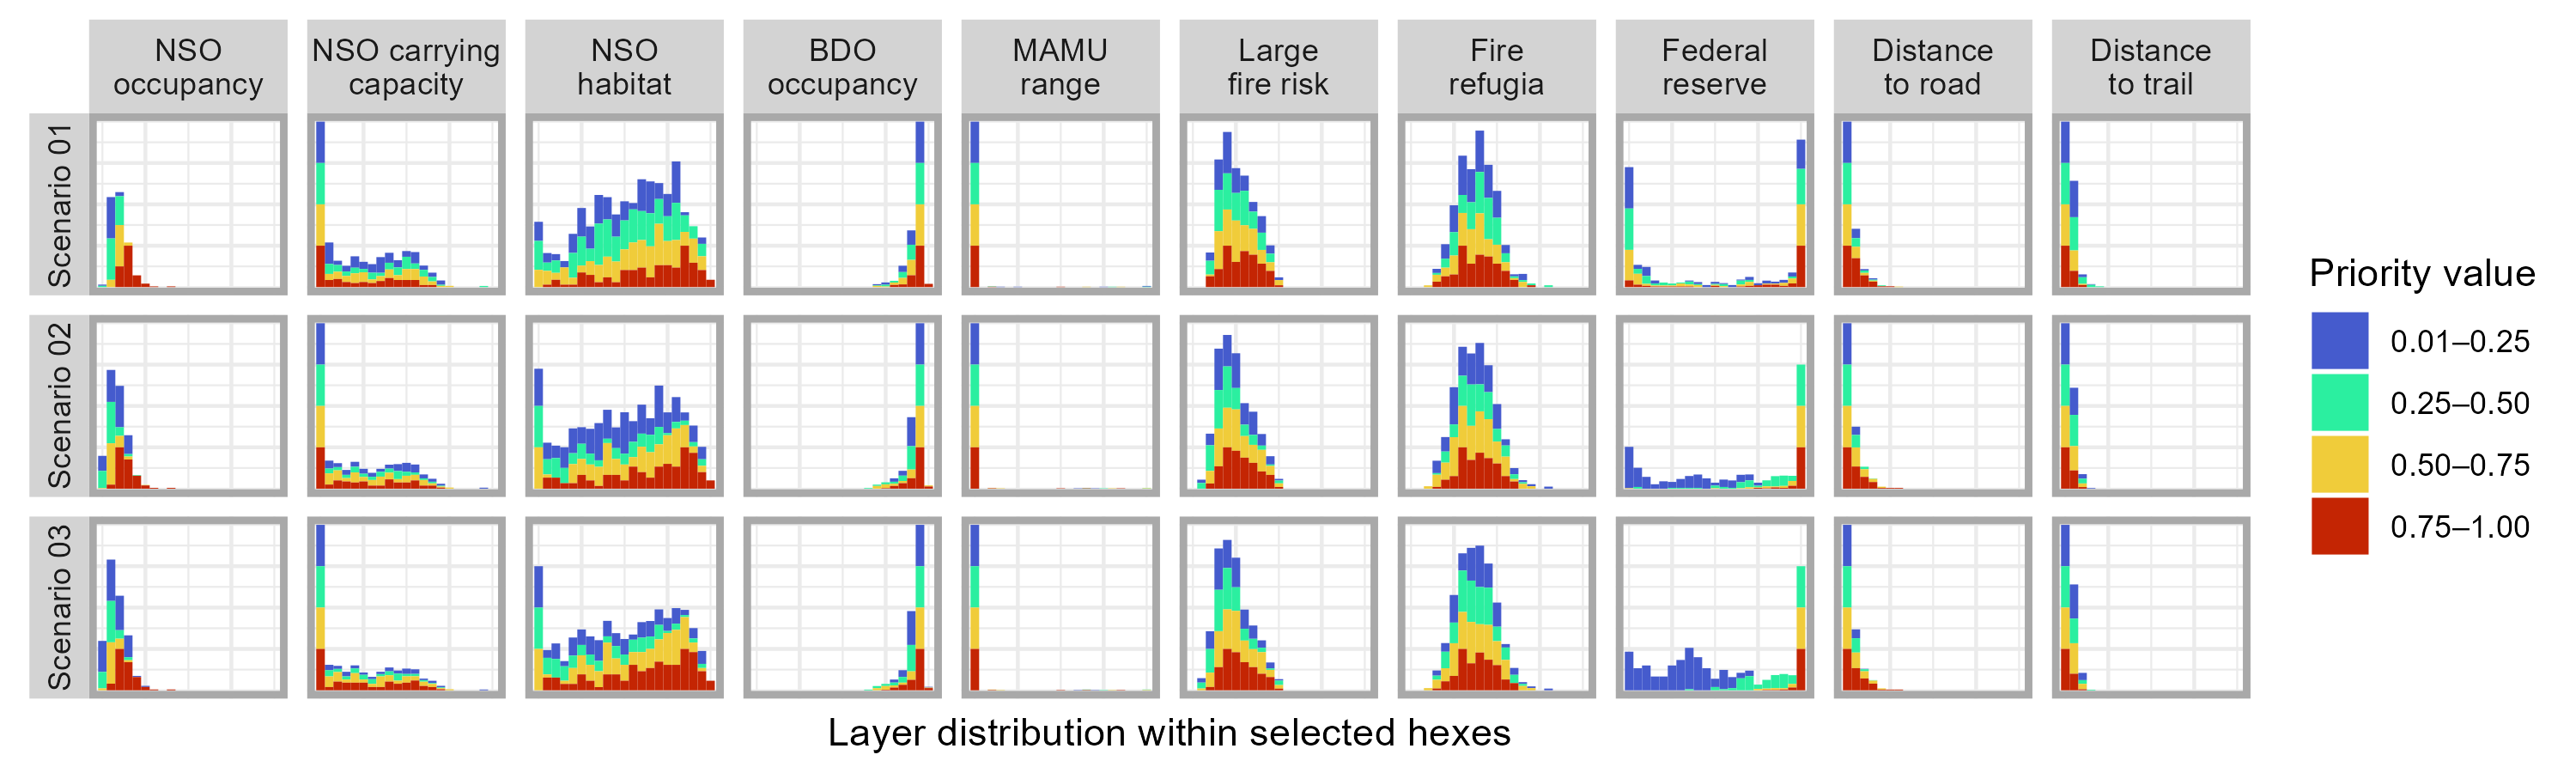 NSO
occupancy
NSO carrying
capacity
NSO
habitat
BDO
occupancy
MAMU
range
Large
fire risk
Fire
refugia
Federal
reserve
Distance
to road
Distance
to trail
Scenario 01
Scenario 02
Scenario 03
Layer distribution within selected hexes
Priority value
0.01–0.25
0.25–0.50
0.50–0.75
0.75–1.00